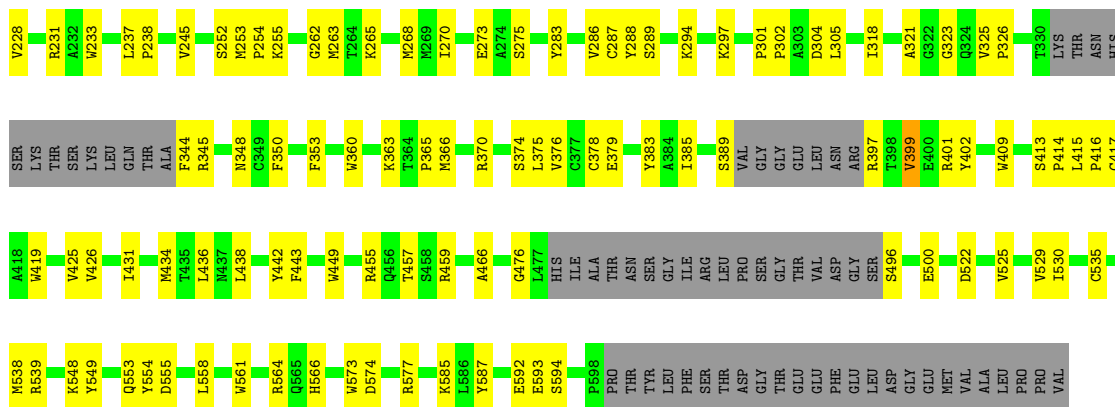 V228 R231 A232 W233 L237 P238 V245 S252 M253 P254 K255 G262 M263 T264 K265 M268 M269 I270 E273 A274 S275 Y283 V286 C287 Y288 S289 K294 K297 P301 P302 A303 D304 L305 I318 A321 G322 G323 Q324 V325 P326 T330 LYS THR ASN HIS
SER LYS THR SER LYS LEU GLN THR ALA F344 R345 N348 C349 F350 F353 W360 K363 T364 P365 M366 R370 S374 L375 V376 C377 C378 E379 Y383 A384 I385 S389 VAL GLY GLY GLU LEU ASN ARG R397 T398 V399 E400 R401 Y402 W409 S413 P414 L415 P416 G417
A418 W419 V425 V426 I431 M434 T435 L436 N437 L438 Y442 F443 W449 R455 Q456 T457 S458 R459 A466 G476 L477 HIS ILE ALA THR ASN SER GLY ILE ARG LEU PRO SER GLY THR VAL ASP GLY SER S496 E500 D522 V525 V529 I530 C535
M538 R539 K548 Y549 Q553 Y554 D555 L558 W561 R564 Q565 H566 W573 D574 R577 K585 L586 Y587 E592 E593 S594 P598 PRO THR TYR LEU PHE SER THR ASP GLY THR GLU GLU PHE GLU LEU ASP GLY GLU MET VAL ALA LEU PRO PRO VAL